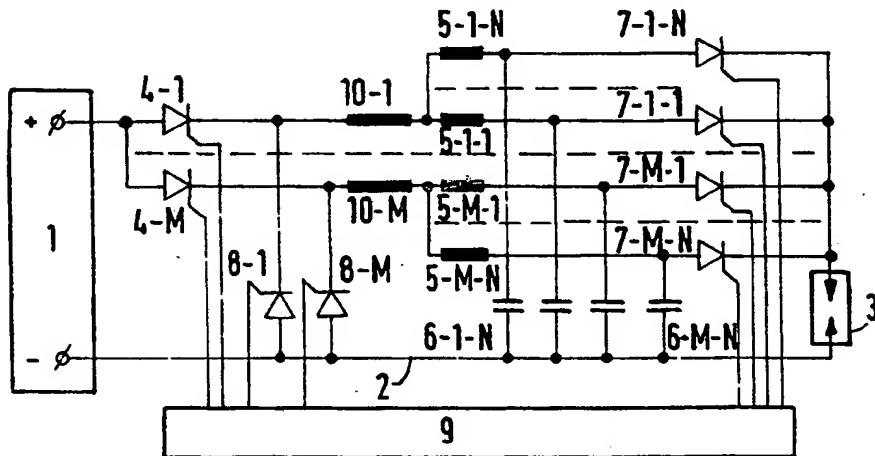 5-1-N 7-1-N
4-1 10-1 7-1-1
+ 5-1-1
7-M-1
10-M 5-M-1
4-M 7-M-N
1
8-1 8-M 5-M-N
3
- 6-1-N 6-M-N
2
9